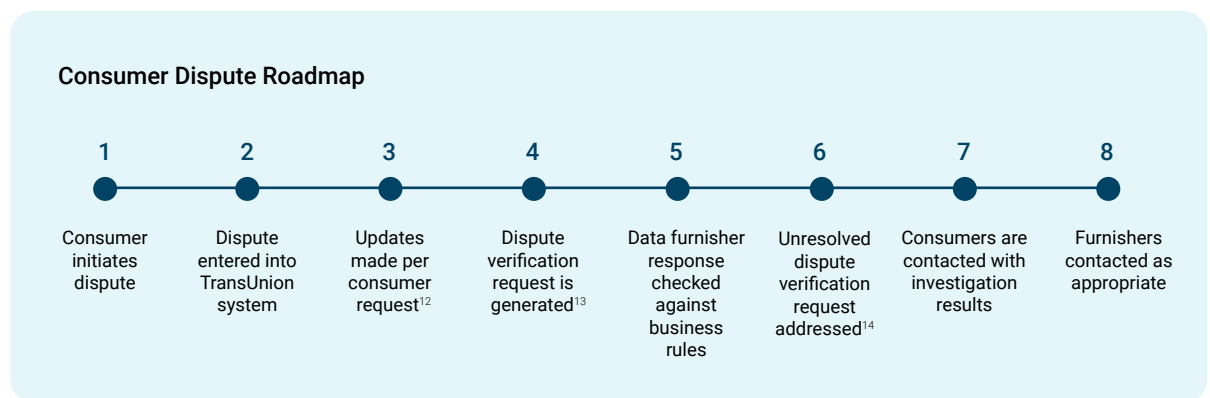 Consumer Dispute Roadmap
1
Consumer
initiates
dispute
2
Dispute
entered into
TransUnion
system
3
Updates
made per
consumer
request12
4
Dispute
verification
request is
generated13
5
Data furnisher
response
checked
against
business
rules
6
Unresolved
dispute
verification
request
addressed14
7
Consumers are
contacted with
investigation
results
8
Furnishers
contacted as
appropriate